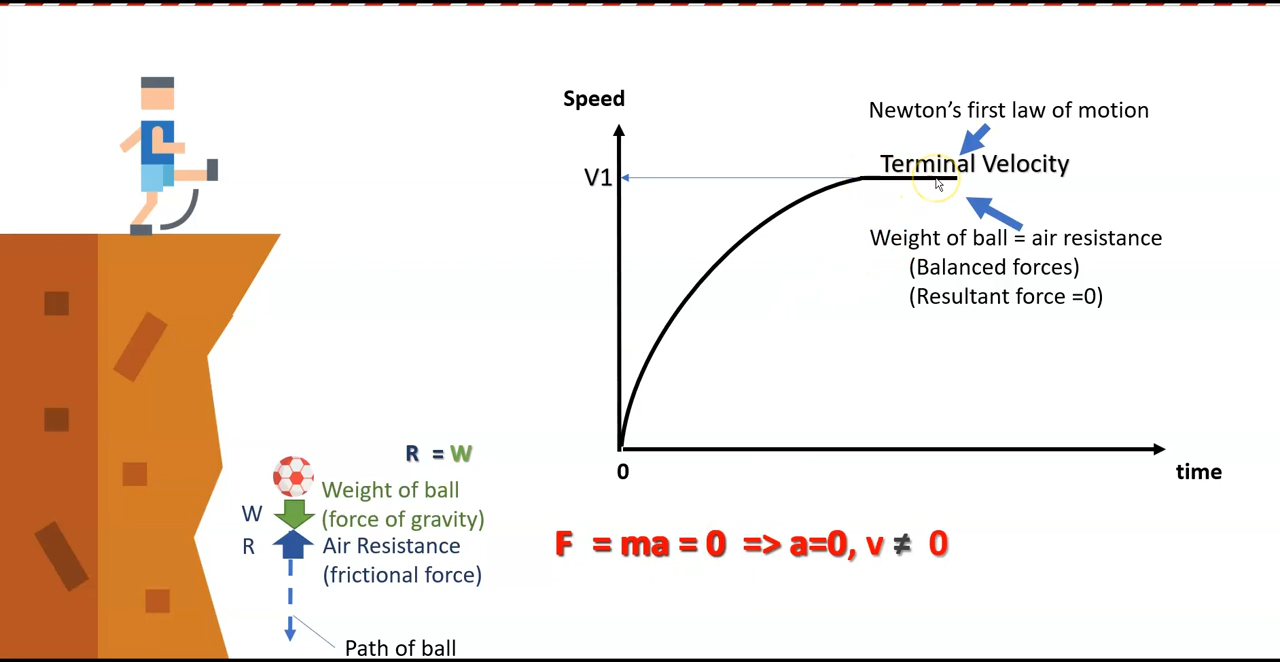 Speed
Newton's first law of motion
Terminal Velocity
V1
Weight of ball = air resistance
(Balanced forces)
(Resultant force =0)
0
time
R = W
Weight of ball
(force of gravity)
W
R
Air Resistance
(frictional force)
Path of ball
F = ma = 0 => a=0, v ≠ 0